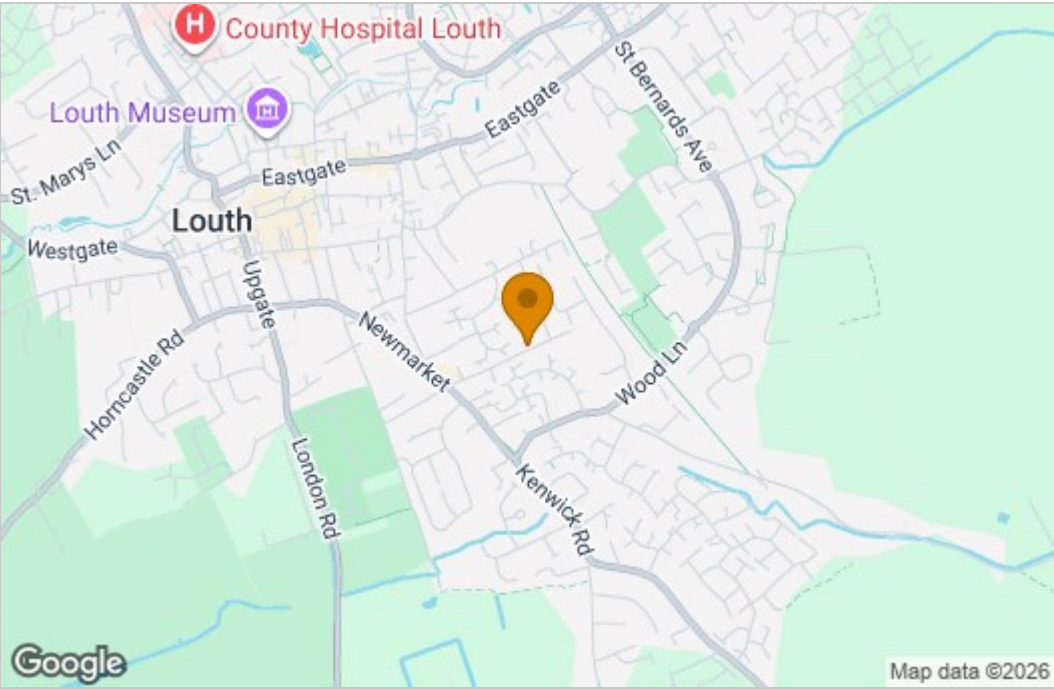 County Hospital Louth
St Bernards Ave
Louth Museum
Eastgate
St. Marys Ln
Eastgate
Louth
Westgate
Upgate
Newmarket
Horncastle Rd
Wood Ln
London Rd
Kenwick Rd
Google
Map data ©2026